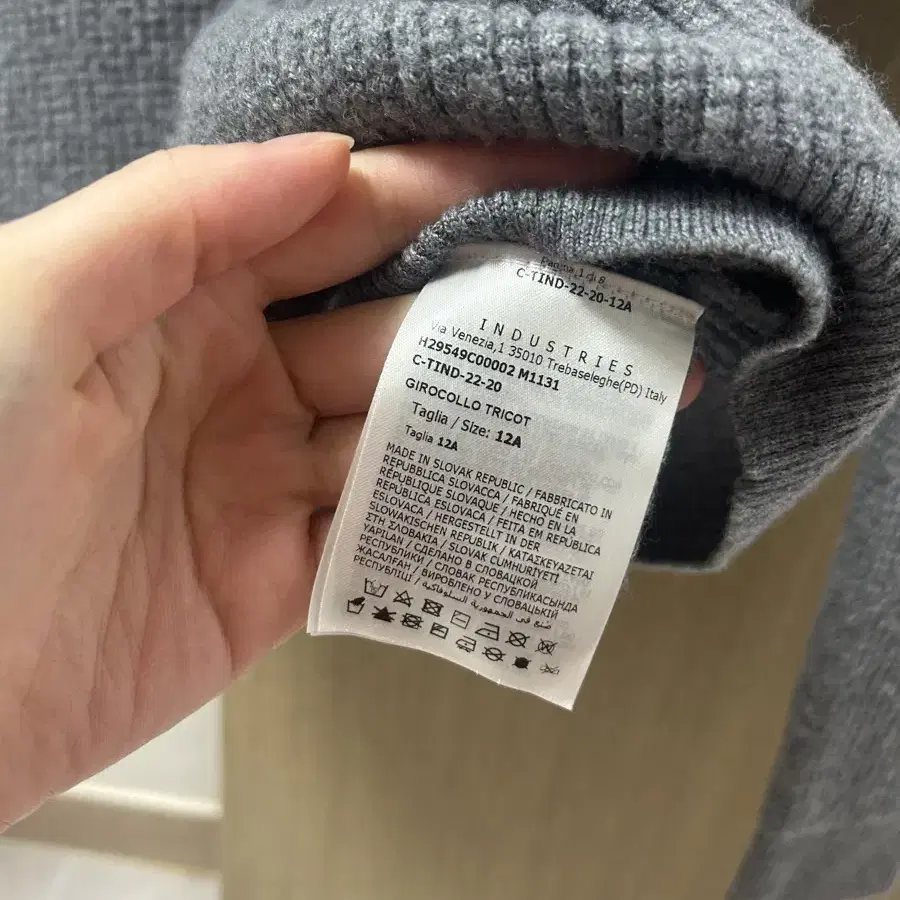 Pagina 1 di 8
C-TIND-22-20-12A
INDUSTRIES
Via Venezia,1 35010 Trebaseleghe(PD) Italy
H29549C00002 M1131
C-TIND-22-20
GIROCOLLO TRICOT
Taglia / Size: 12A
Taglia 12A
MADE IN SLOVAK REPUBLIC / FABBRICATO IN
REPUBBLICA SLOVACCA / FABRIQUÉ EN
RÉPUBLIQUE SLOVAQUE / HECHO EN LA
REPÚBLICA ESLOVACA / FEITA EM REPÚBLICA
ESLOVACA / HERGESTELLT IN DER
SLOWAKISCHEN REPUBLIK / ΚΑΤΑΣΚΕΥΑΖΕΤΑΙ
ΣΤΗ ΣΛΟΒΑΚΙΑ / SLOVAK CUMHURİYETİ
YAPILAN / СДЕЛАНО В СЛОВАЦКОЙ
РЕСПУБЛИКИ / СЛОВАК РЕСПУБЛИКАСЫНДА
ЖАСАЛҒАН / ВИРОБЛЕНО У СЛОВАЦЬКІЙ
РЕСПУБЛІЦІ / صنع في الجمهورية السلوفاكية